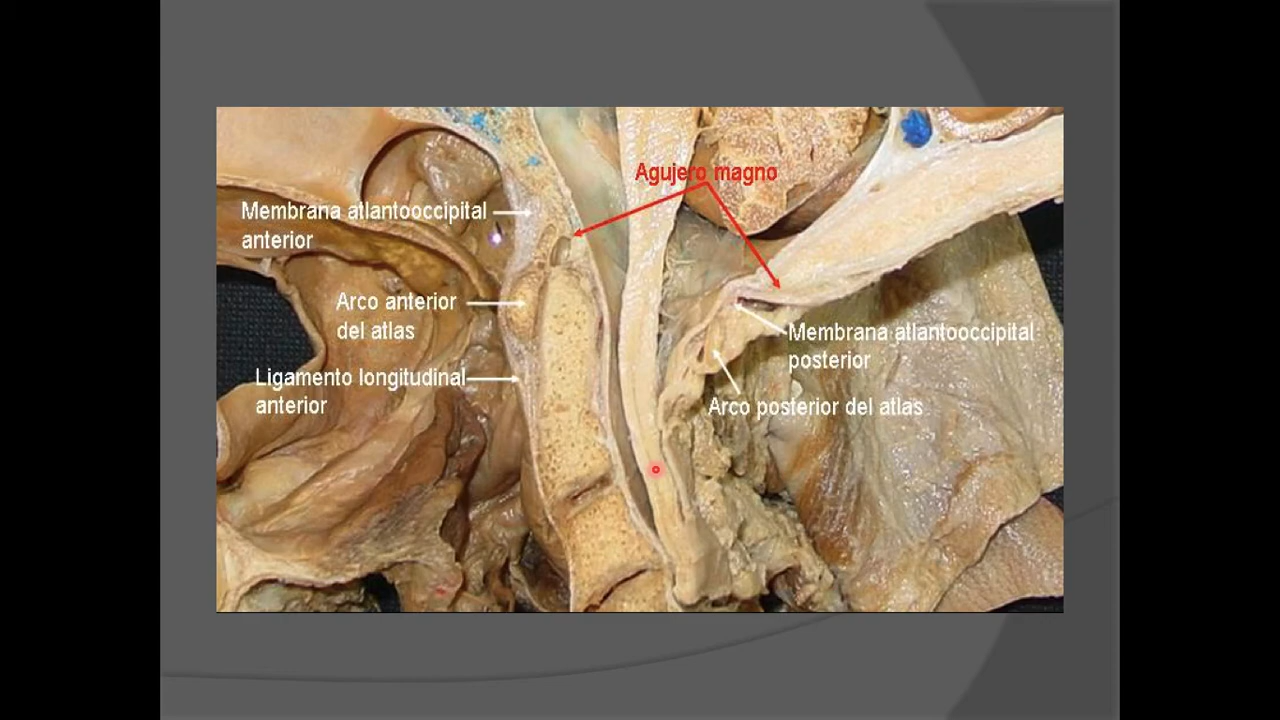 Agujero magno
Membrana atlantooccipital
anterior
Arco anterior
del atlas
Ligamento longitudinal
anterior
Membrana atlantooccipital
posterior
Arco posterior del atlas